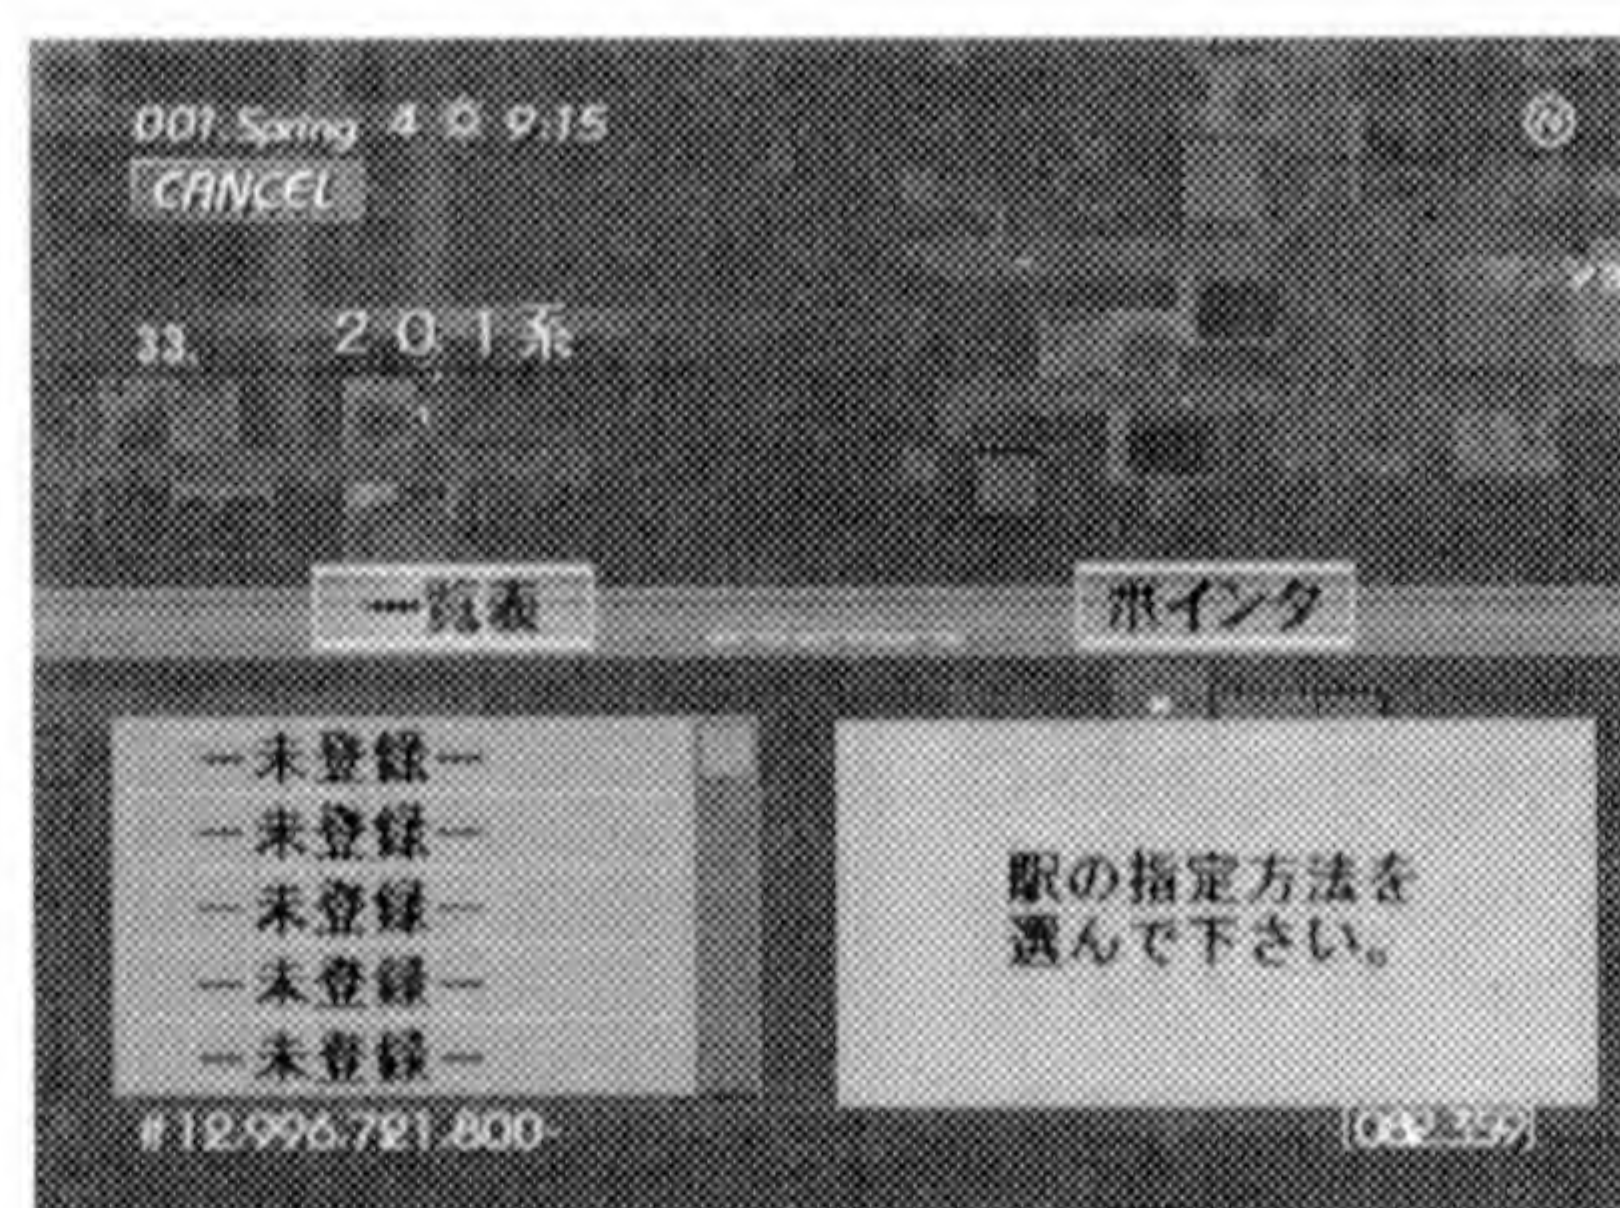 001.Spring 4 9:15
CANCEL
33. 201系
一覧表 ポインタ
--未登録--
--未登録--
--未登録--
--未登録--
--未登録--
駅の指定方法を
選んで下さい。
12,996,721,800-